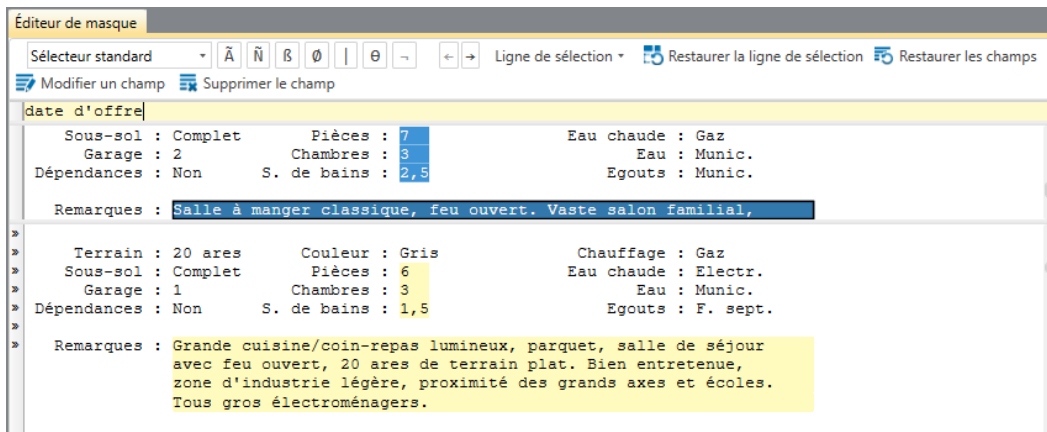 Éditeur de masque
Sélecteur standard Ã Ñ ß Ø | Ɵ ¬ ← → Ligne de sélection Restaurer la ligne de sélection Restaurer les champs
Modifier un champ Supprimer le champ
date d'offre
Sous-sol : Complet Pièces : 7 Eau chaude : Gaz
Garage : 2 Chambres : 3 Eau : Munic.
Dépendances : Non S. de bains : 2,5 Egouts : Munic.
Remarques : Salle à manger classique, feu ouvert. Vaste salon familial,
»
» Terrain : 20 ares Couleur : Gris Chauffage : Gaz
» Sous-sol : Complet Pièces : 6 Eau chaude : Electr.
» Garage : 1 Chambres : 3 Eau : Munic.
» Dépendances : Non S. de bains : 1,5 Egouts : F. sept.
»
» Remarques : Grande cuisine/coin-repas lumineux, parquet, salle de séjour
avec feu ouvert, 20 ares de terrain plat. Bien entretenue,
zone d'industrie légère, proximité des grands axes et écoles.
Tous gros électroménagers.